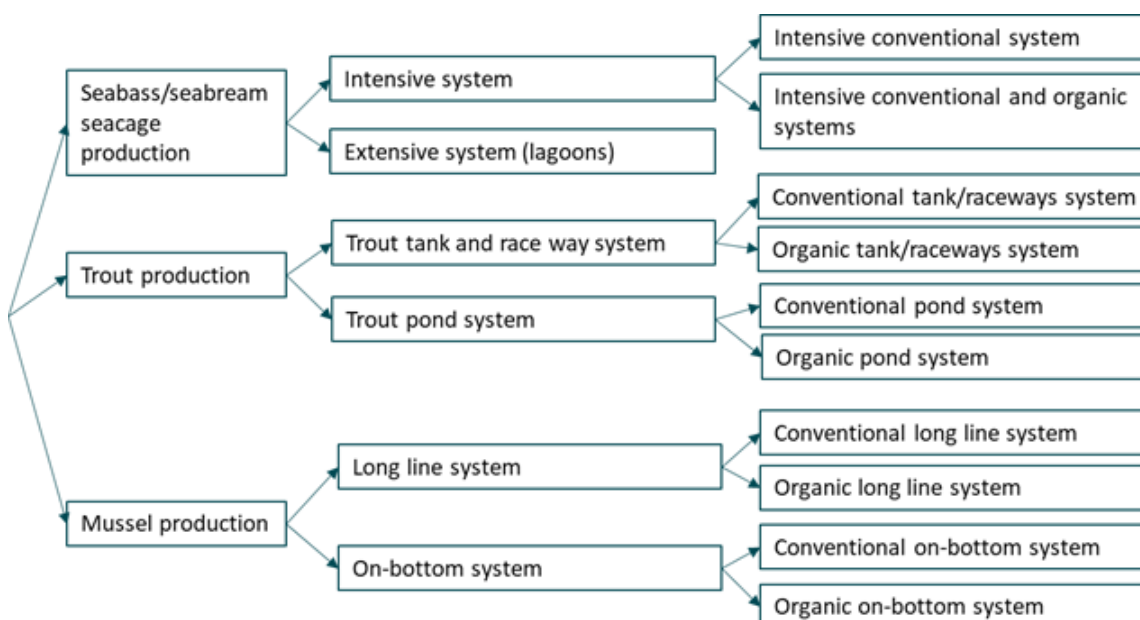 Seabass/seabream
seacage
production
Intensive system
Extensive system (lagoons)
Intensive conventional system
Intensive conventional and organic
systems
Trout production
Trout tank and race way system
Trout pond system
Conventional tank/raceways system
Organic tank/raceways system
Conventional pond system
Organic pond system
Mussel production
Long line system
On-bottom system
Conventional long line system
Organic long line system
Conventional on-bottom system
Organic on-bottom system